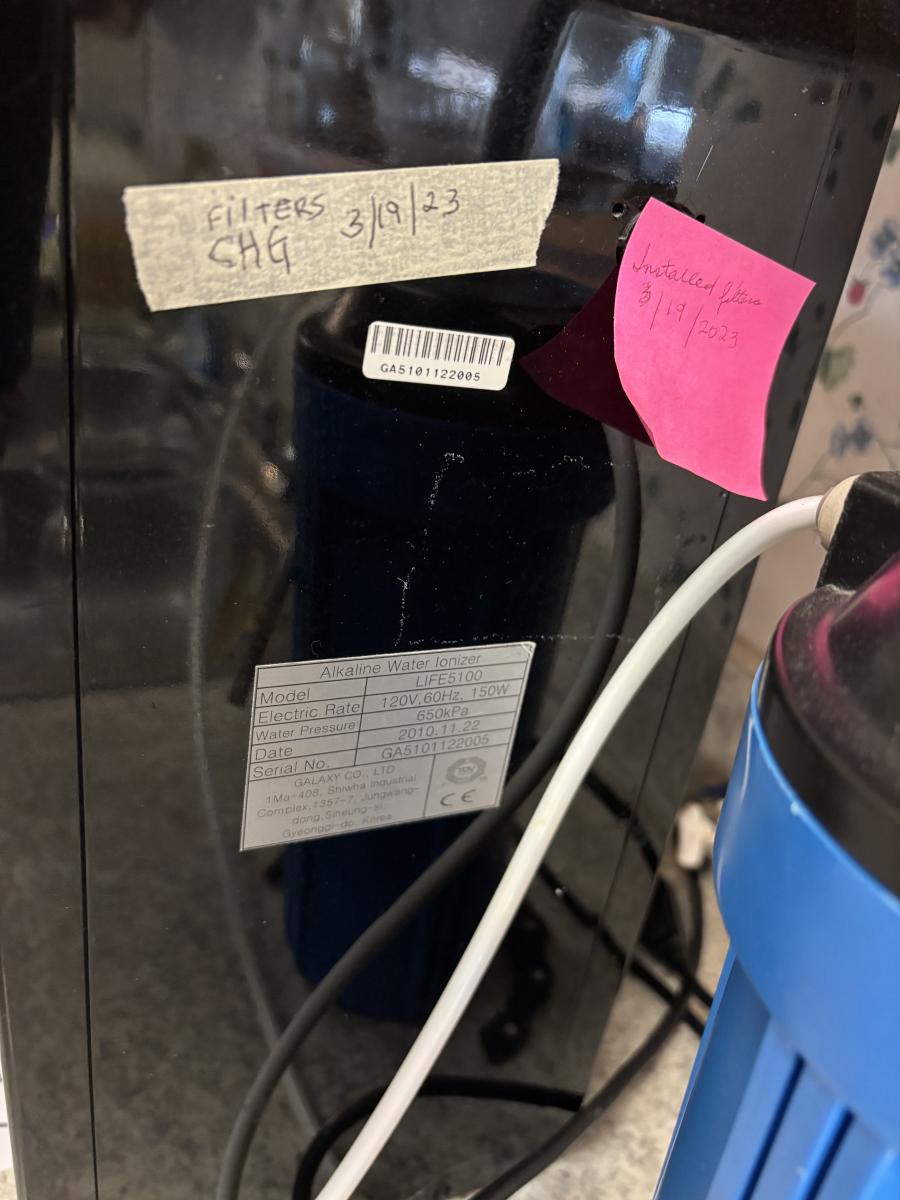 FilTERS
CHG 3/19/23
Installed filters
3/19/2023
GA5101122005
Alkaline Water Ionizer
Model LIFE5100
Electric Rate 120V,60Hz, 150W
Water Pressure 650kPa
Date 2010.11.22
Serial No. GA5101122005
GALAXY CO., LTD
1Ma-408, Shiwha Industrial
Complex,1357-7, Jungwang-
dong,Siheung-si,
Gyeonggi-do, Korea
CE